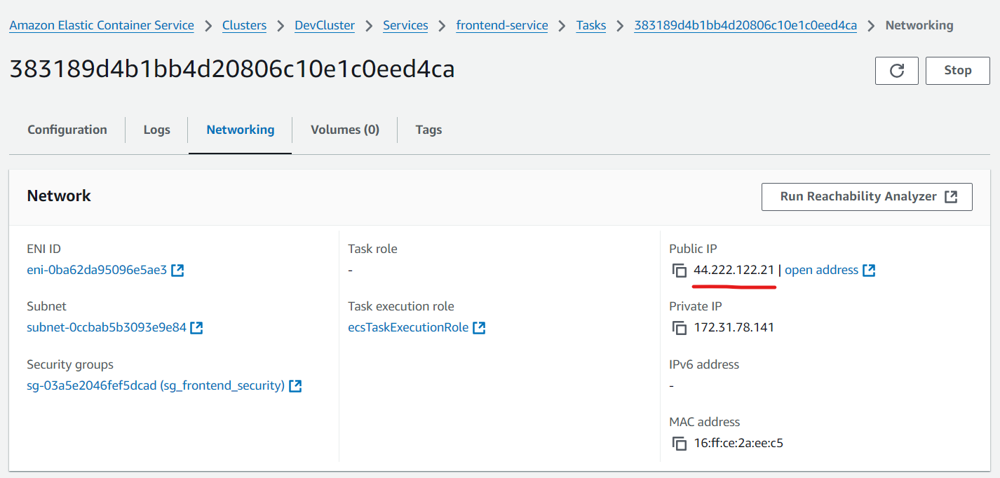 Amazon Elastic Container Service > Clusters > DevCluster > Services > frontend-service > Tasks > 383189d4b1bb4d20806c10e1c0eed4ca > Networking
383189d4b1bb4d20806c10e1c0eed4ca
Stop
Configuration Logs Networking Volumes (0) Tags
Network
Run Reachability Analyzer
ENI ID
eni-0ba62da95096e5ae3
Subnet
subnet-0ccbab5b3093e9e84
Security groups
sg-03a5e2046fef5dcad (sg_frontend_security)
Task role
-
Task execution role
ecsTaskExecutionRole
Public IP
44.222.122.21 | open address
Private IP
172.31.78.141
IPv6 address
-
MAC address
16:ff:ce:2a:ee:c5